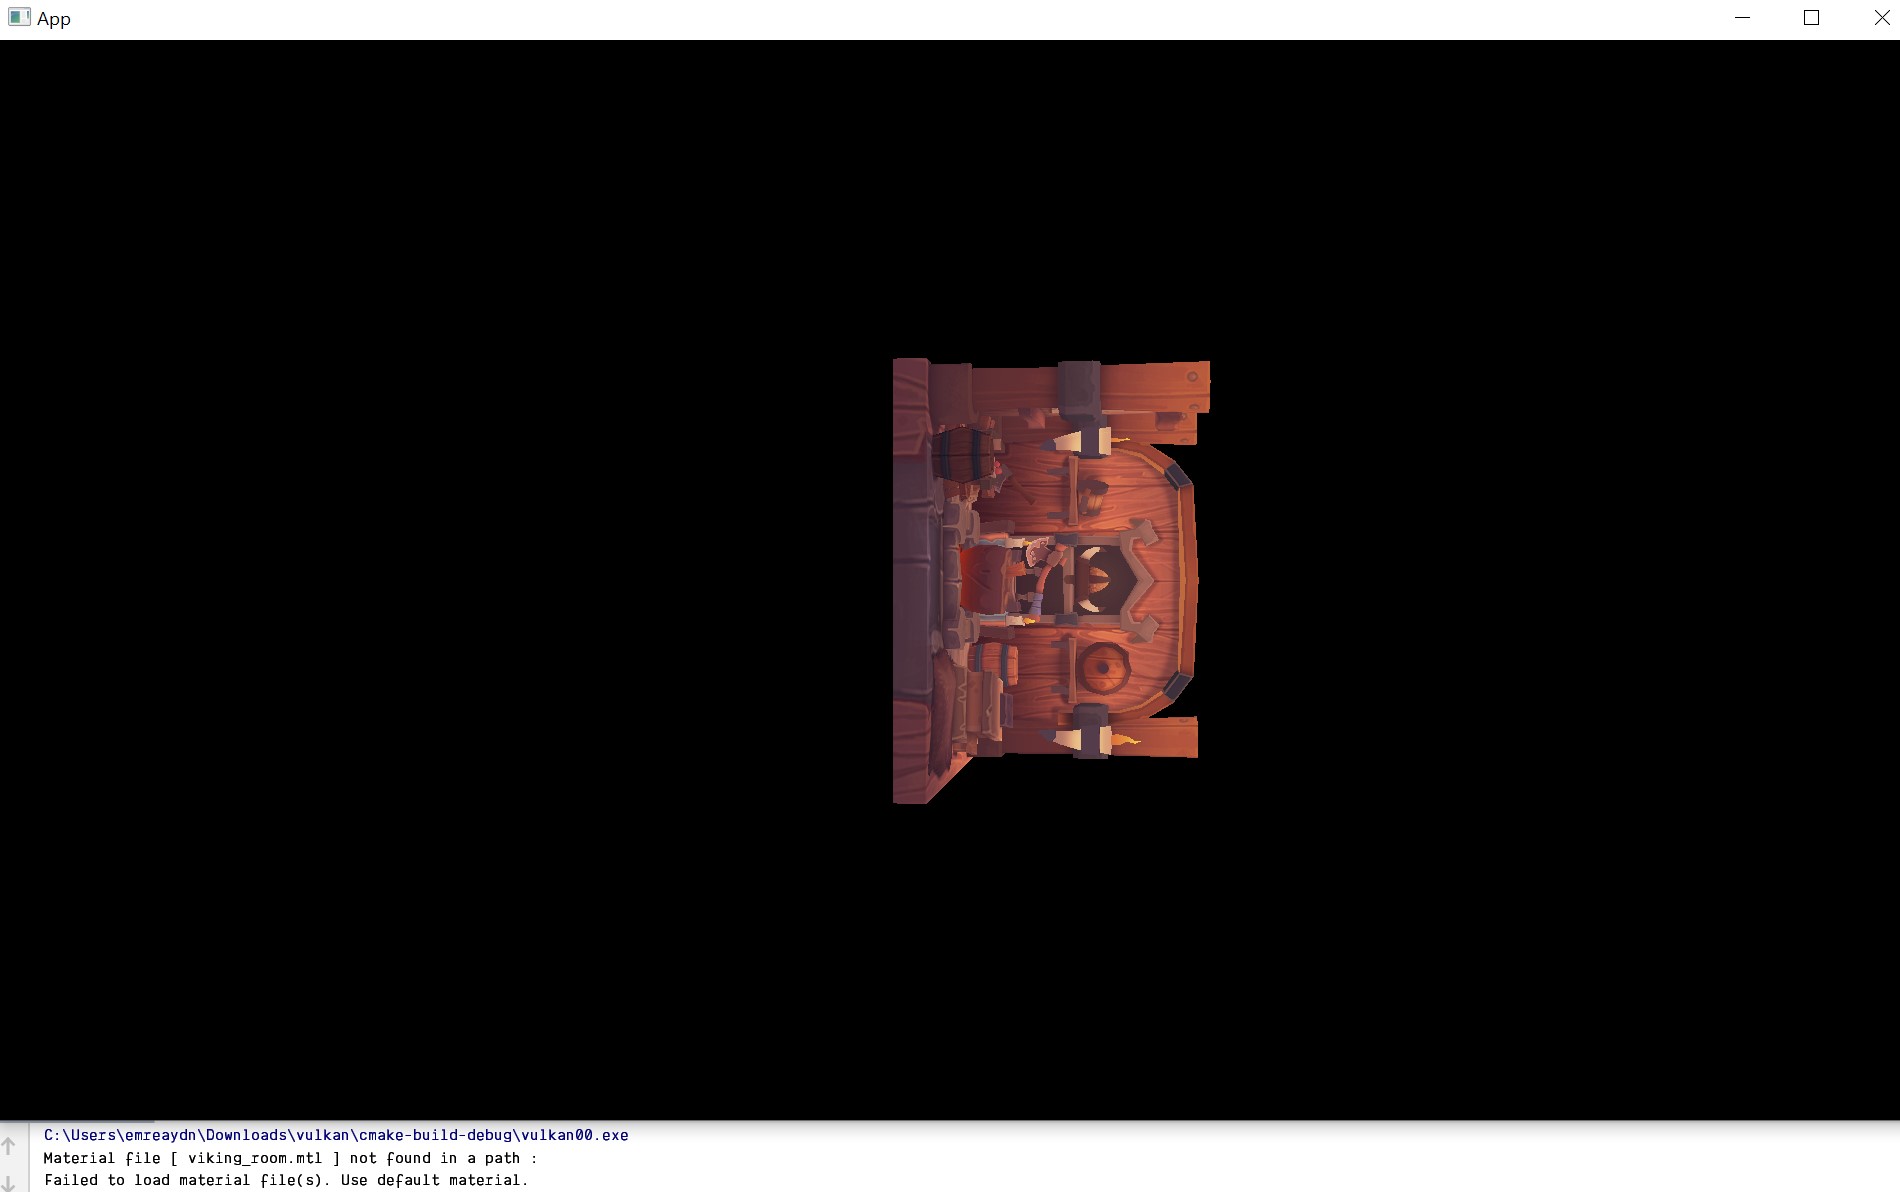 App
C:\Users\emreaydn\Downloads\vulkan\cmake-build-debug\vulkan00.exe
Material file [ viking_room.mtl ] not found in a path :
Failed to load material file(s). Use default material.